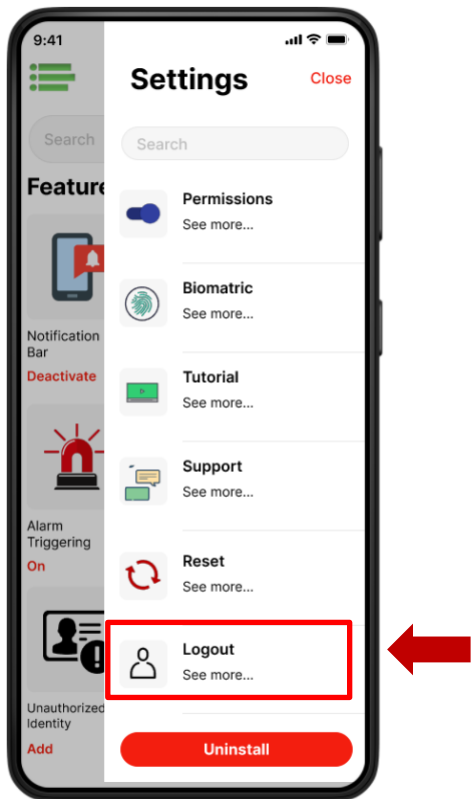 9:41
Settings
Close
Search
Search
Feature
Permissions
See more...
Biomatric
See more...
Notification
Bar
Deactivate
Tutorial
See more...
Support
See more...
Alarm
Triggering
On
Reset
See more...
Logout
See more...
Unauthorized
Identity
Add
Uninstall